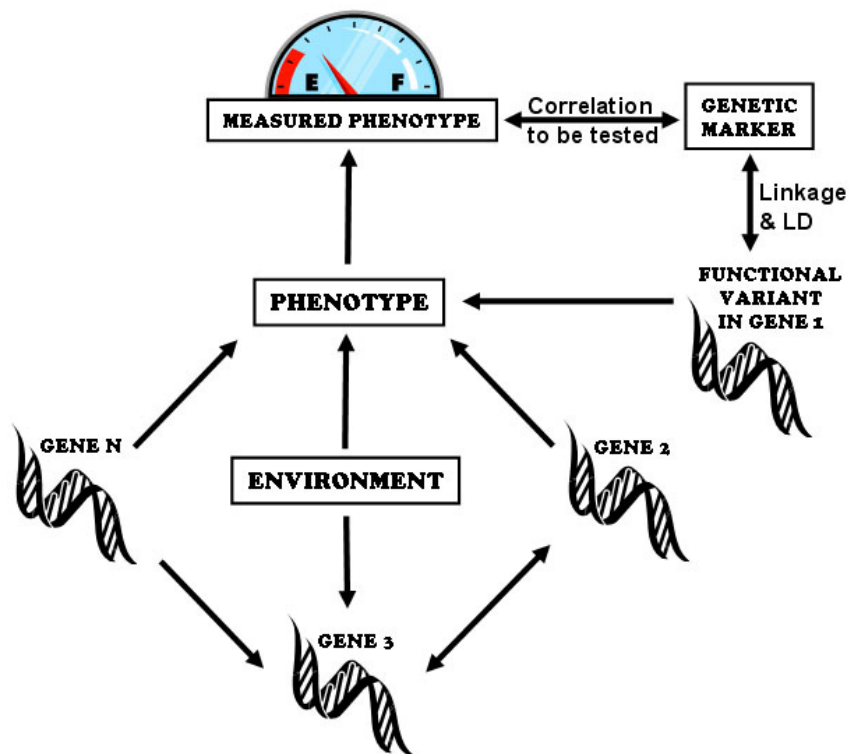 E F
MEASURED PHENOTYPE
Correlation
to be tested
GENETIC
MARKER
Linkage
& LD
PHENOTYPE
FUNCTIONAL
VARIANT
IN GENE 1
GENE N
ENVIRONMENT
GENE 2
GENE 3